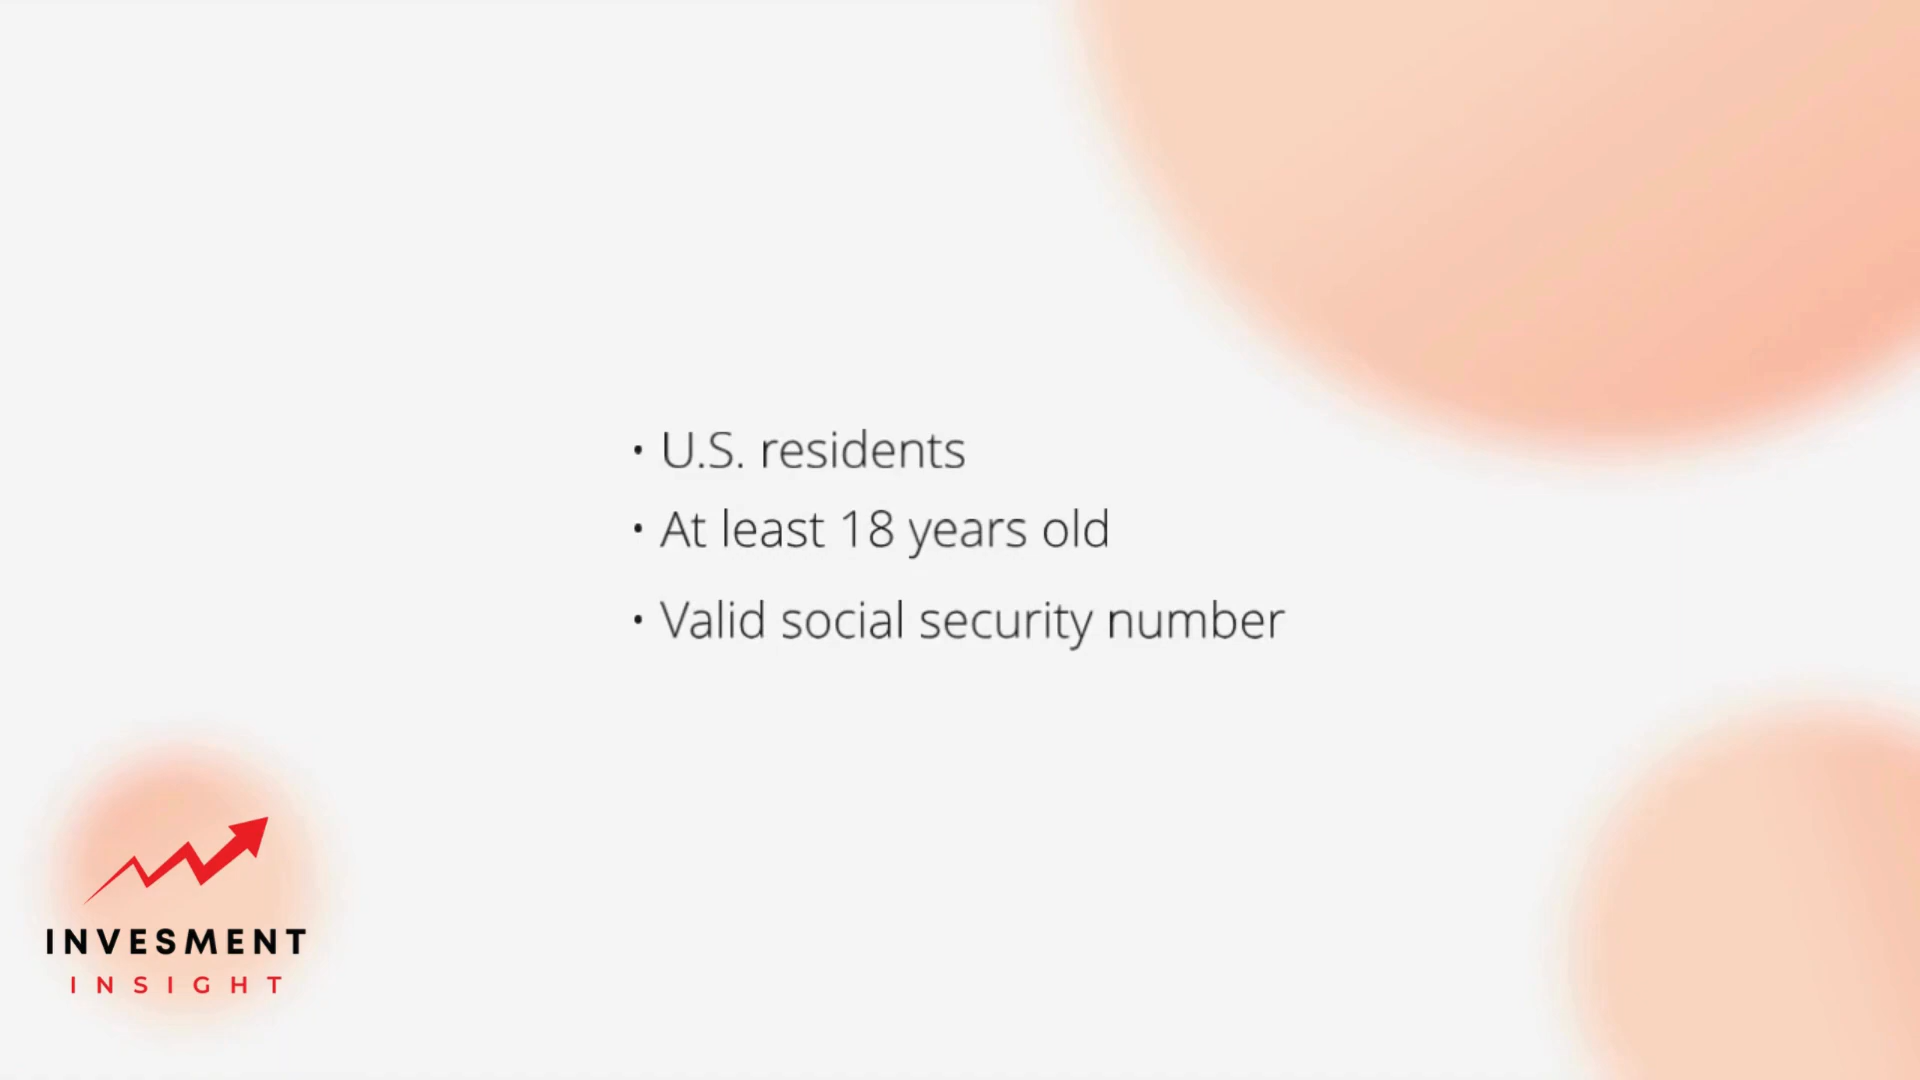 • U.S. residents
• At least 18 years old
• Valid social security number
INVESMENT
INSIGHT